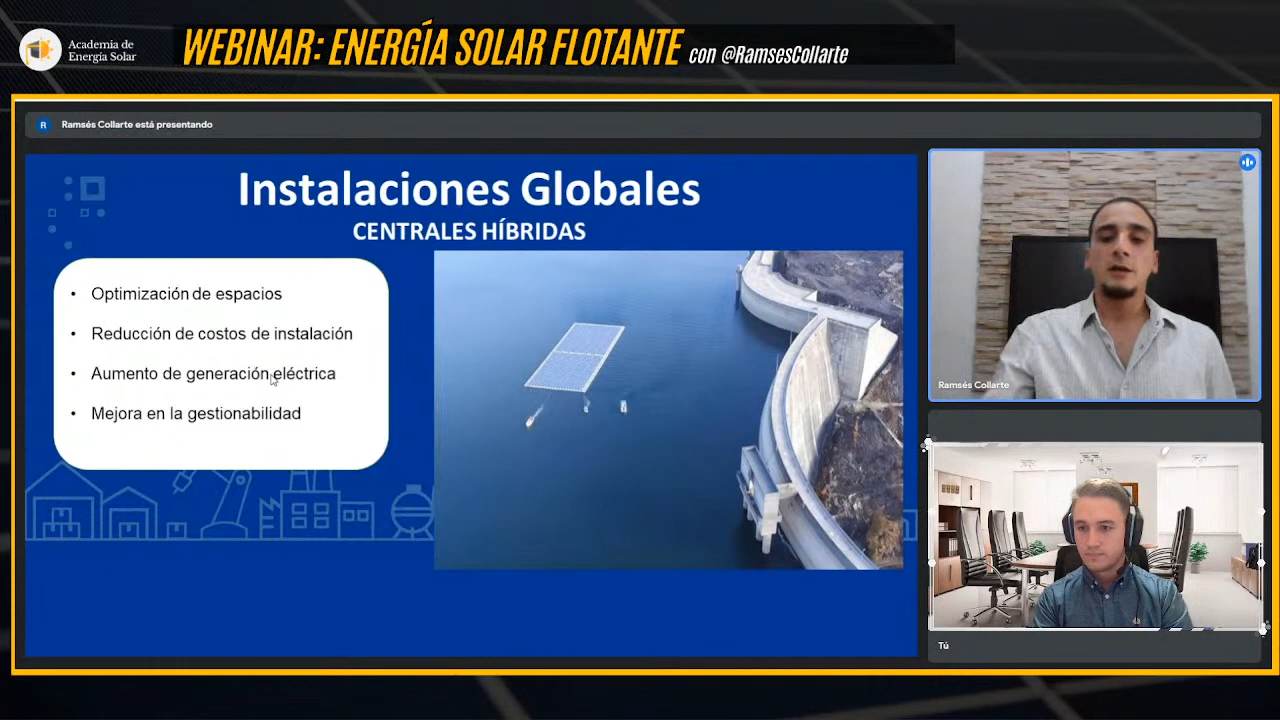 Academia de
Energía Solar
WEBINAR: ENERGÍA SOLAR FLOTANTE con @RamsesCollarte
R
Ramsés Collarte está presentando
Instalaciones Globales
CENTRALES HÍBRIDAS
• Optimización de espacios
• Reducción de costos de instalación
• Aumento de generación eléctrica
• Mejora en la gestionabilidad
Ramsés Collarte
Tú